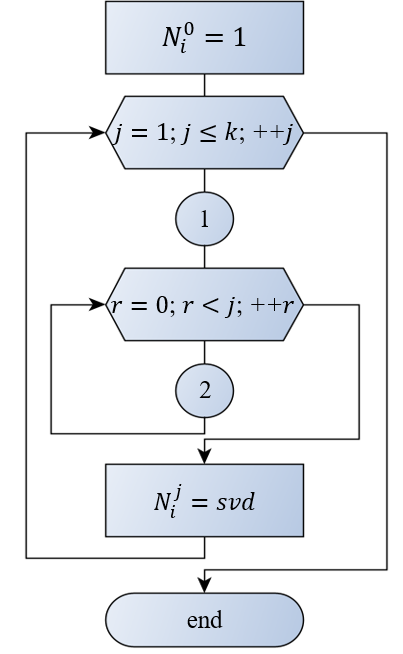 N_i^0 = 1
j = 1; j ≤ k; ++j
1
r = 0; r < j; ++r
2
N_i^j = svd
end